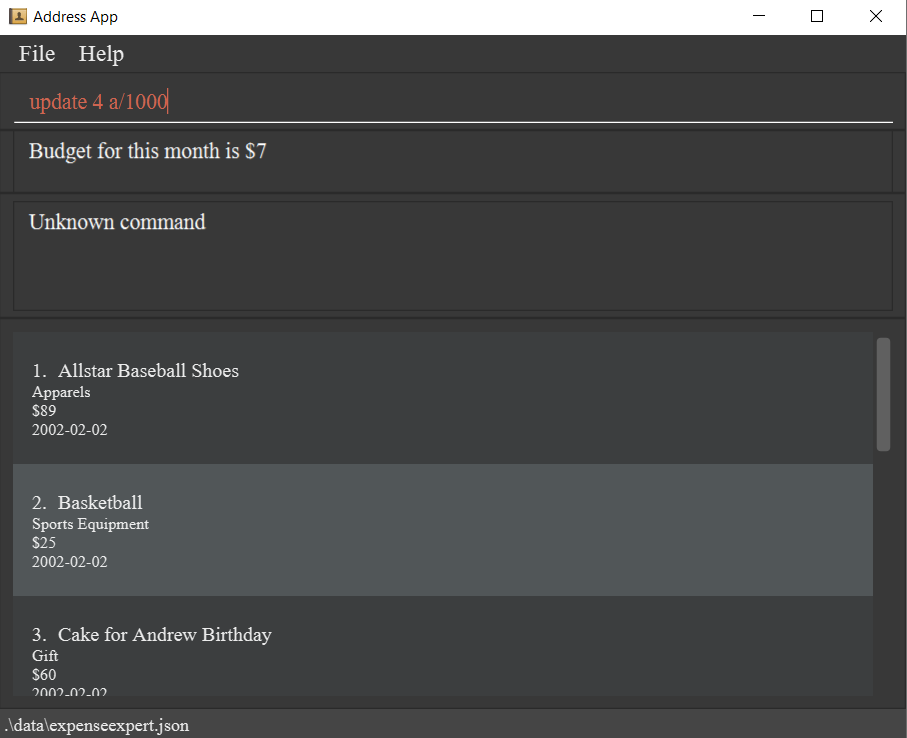 Address App
File Help
update 4 a/1000
Budget for this month is $7
Unknown command
1. Allstar Baseball Shoes
Apparels
$89
2002-02-02
2. Basketball
Sports Equipment
$25
2002-02-02
3. Cake for Andrew Birthday
Gift
$60
2002-02-02
.\data\expenseexpert.json